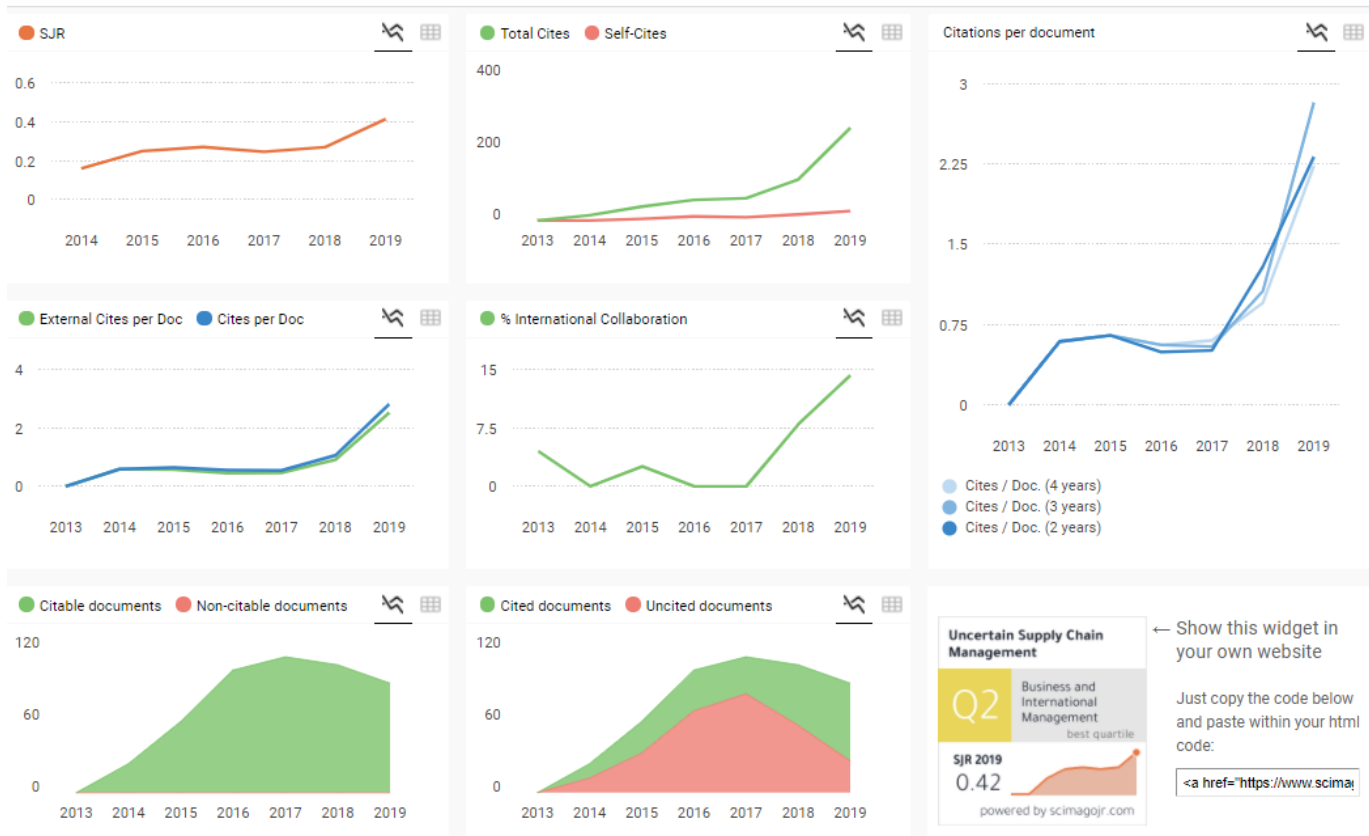 SJR
0.6
0.4
0.2
0
2014 2015 2016 2017 2018 2019
Total Cites Self-Cites
400
200
0
2013 2014 2015 2016 2017 2018 2019
Citations per document
3
2.25
1.5
0.75
0
2013 2014 2015 2016 2017 2018 2019
Cites / Doc. (4 years)
Cites / Doc. (3 years)
Cites / Doc. (2 years)
External Cites per Doc Cites per Doc
4
2
0
2013 2014 2015 2016 2017 2018 2019
% International Collaboration
15
7.5
0
2013 2014 2015 2016 2017 2018 2019
Citable documents Non-citable documents
120
60
0
2013 2014 2015 2016 2017 2018 2019
Cited documents Uncited documents
120
60
0
2013 2014 2015 2016 2017 2018 2019
Uncertain Supply Chain
Management
Q2
Business and
International
Management
best quartile
SJR 2019
0.42
powered by scimagojr.com
← Show this widget in
your own website
Just copy the code below
and paste within your html
code:
<a href="https://www.scimag